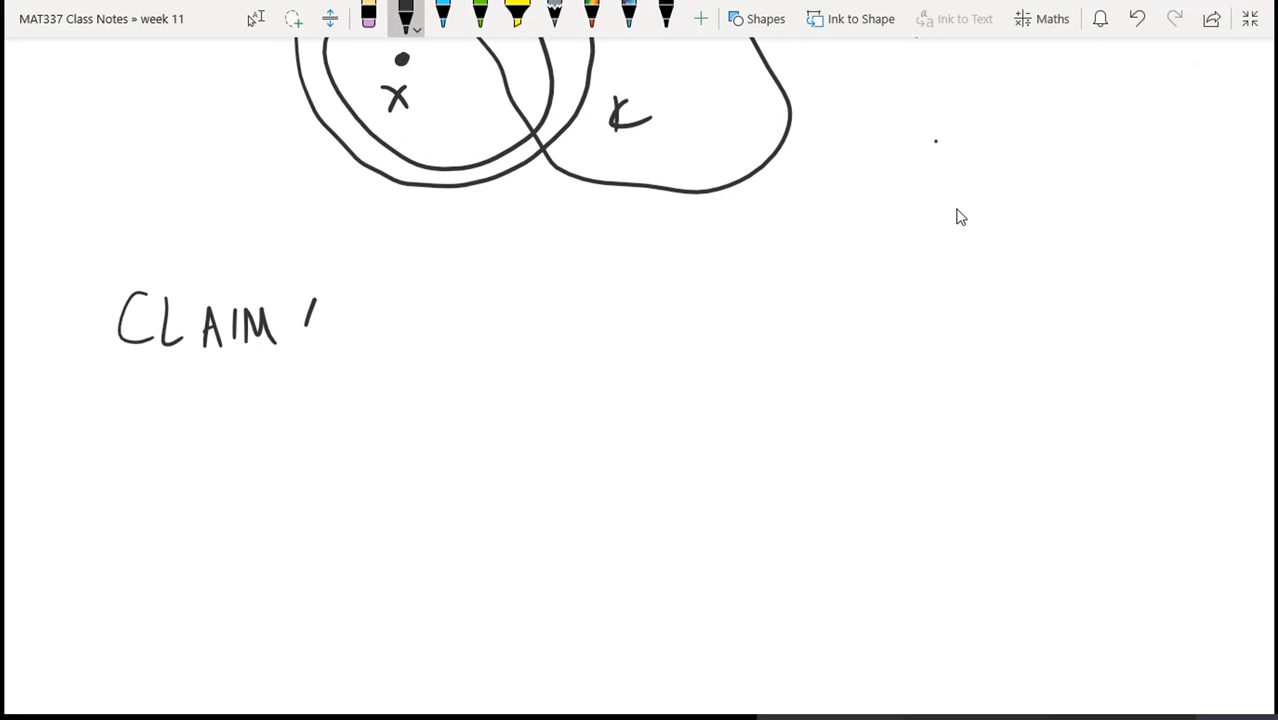 MAT337 Class Notes » week 11
Shapes
Ink to Shape
Ink to Text
Maths
x
K
CLAIM